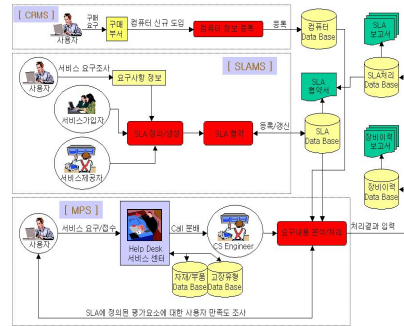 [ CRMS ]
구매
요구
구매
부서
컴퓨터 신규 도입
컴퓨터 정보 등록
등록
컴퓨터
Data Base
사용자
SLA
보고서
[ SLAMS ]
서비스 요구조사
요구사항 정보
사용자
SLA
협약서
SLA처리
Data Base
서비스가입자
SLA 정의/생성
SLA 협약
등록/갱신
SLA
Data Base
서비스제공자
장비이력
보고서
장비이력
Data Base
[ MPS ]
서비스 요구/접수
Help Desk
서비스 센터
Call 분배
CS Engineer
요구내용 분석/처리
처리결과 입력
사용자
자재/부품
Data Base
고장유형
Data Base
SLA에 정의된 평가요소에 대한 사용자 만족도 조사